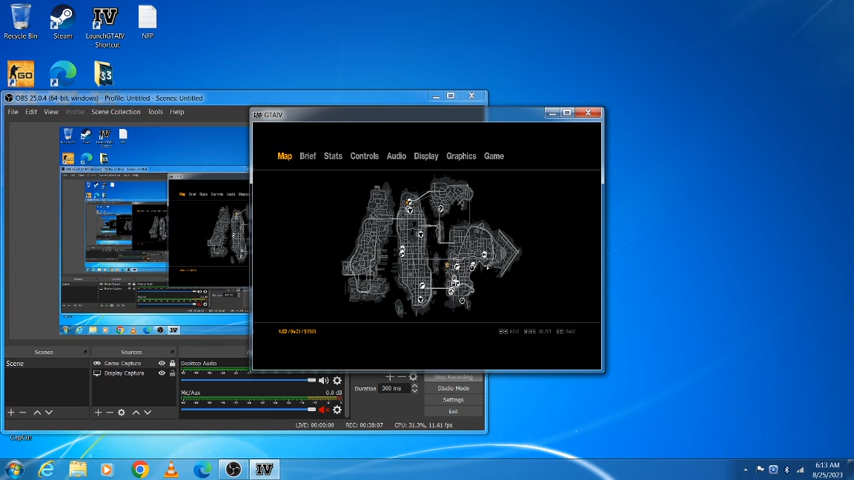 Recycle Bin
Steam
LaunchGTAIV
- Shortcut
NFP
OBS 25.0.4 (64-bit, windows) - Profile: Untitled - Scenes: Untitled
File Edit View Profile Scene Collection Tools Help
GTAIV
Map Brief Stats Controls Audio Display Graphics Game
Scenes
Scene
Sources
Game Capture
Display Capture
Desktop Audio
Mic/Aux
0.0 dB
Duration 300 ms
Stop Recording
Studio Mode
Settings
Exit
LIVE: 00:00:00 REC: 00:38:07 CPU: 31.3%, 11.61 fps
6:13 AM
8/25/2023